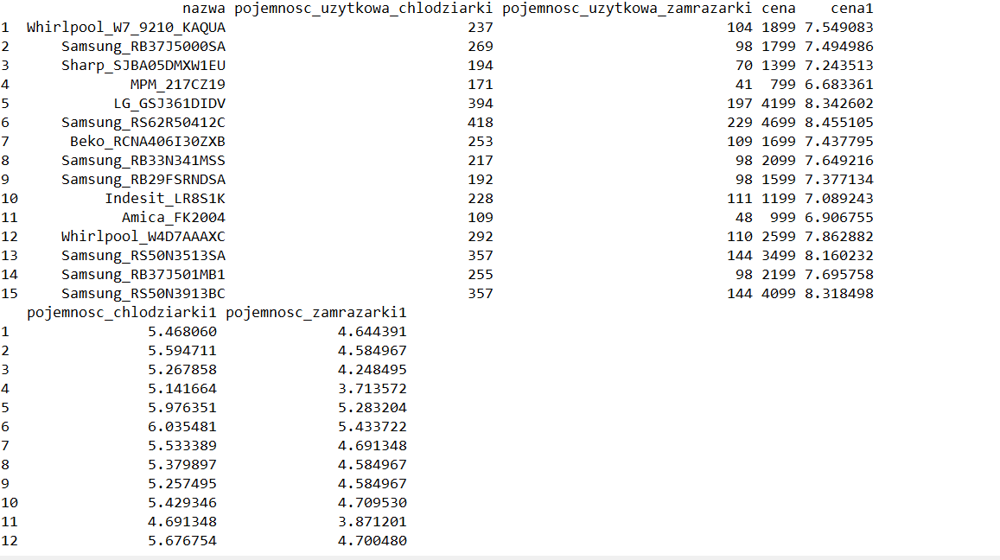 nazwa pojemnosc_uzytkowa_chlodziarki pojemnosc_uzytkowa_zamrazarki cena cena1
1 Whirlpool_W7_9210_KAQUA 237 104 1899 7.549083
2 Samsung_RB37J5000SA 269 98 1799 7.494986
3 Sharp_SJBA05DMXW1EU 194 70 1399 7.243513
4 MPM_217CZ19 171 41 799 6.683361
5 LG_GSJ361DIDV 394 197 4199 8.342602
6 Samsung_RS62R50412C 418 229 4699 8.455105
7 Beko_RCNA406I30ZXB 253 109 1699 7.437795
8 Samsung_RB33N341MSS 217 98 2099 7.649216
9 Samsung_RB29FSRNDSA 192 98 1599 7.377134
10 Indesit_LR8S1K 228 111 1199 7.089243
11 Amica_FK2004 109 48 999 6.906755
12 Whirlpool_W4D7AAAXC 292 110 2599 7.862882
13 Samsung_RS50N3513SA 357 144 3499 8.160232
14 Samsung_RB37J501MB1 255 98 2199 7.695758
15 Samsung_RS50N3913BC 357 144 4099 8.318498
pojemnosc_chlodziarki1 pojemnosc_zamrazarki1
1 5.468060 4.644391
2 5.594711 4.584967
3 5.267858 4.248495
4 5.141664 3.713572
5 5.976351 5.283204
6 6.035481 5.433722
7 5.533389 4.691348
8 5.379897 4.584967
9 5.257495 4.584967
10 5.429346 4.709530
11 4.691348 3.871201
12 5.676754 4.700480